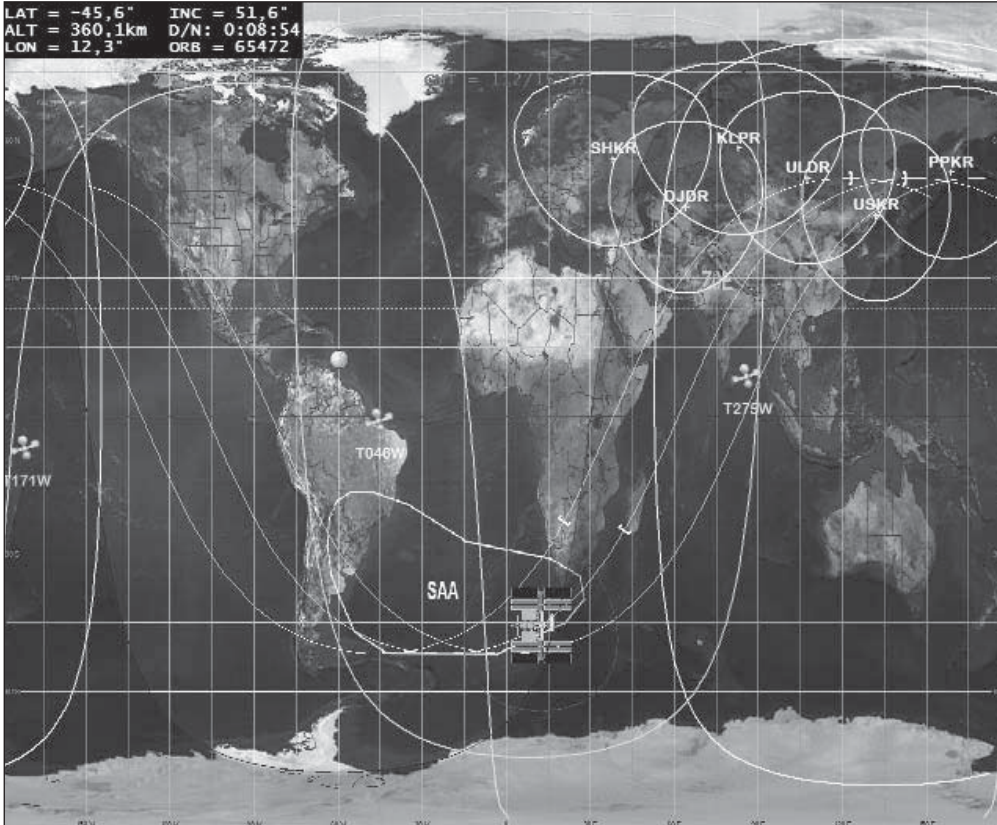 LAT = -45,6" INC = 51,6"
ALT = 360,1km D/N: 0:08:54
LON = 12,3" ORB = 65472
SHKR
KLPR
DJDR
ULDR
PPKR
USKR
T275W
T046W
T171W
SAA